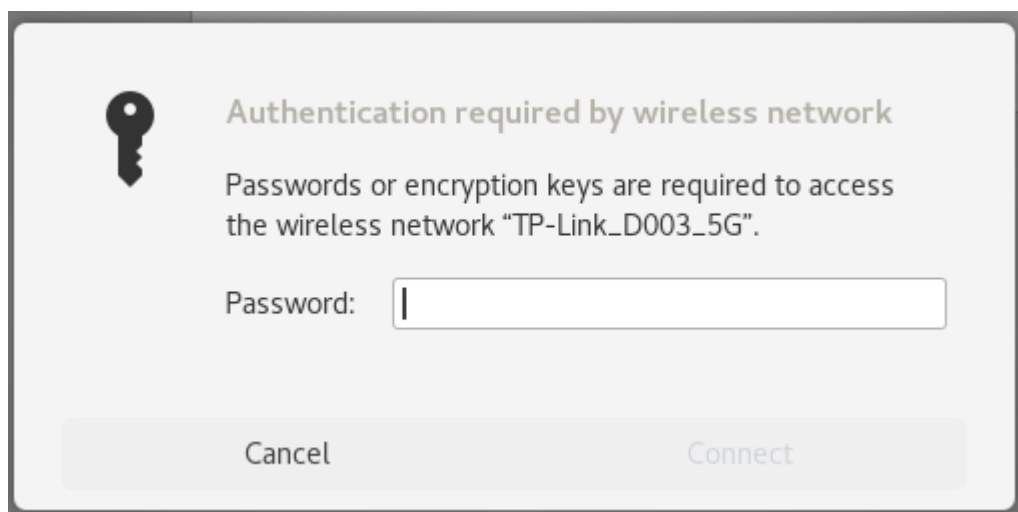 Authentication required by wireless network
Passwords or encryption keys are required to access
the wireless network “TP-Link_D003_5G”.
Password:
Cancel
Connect